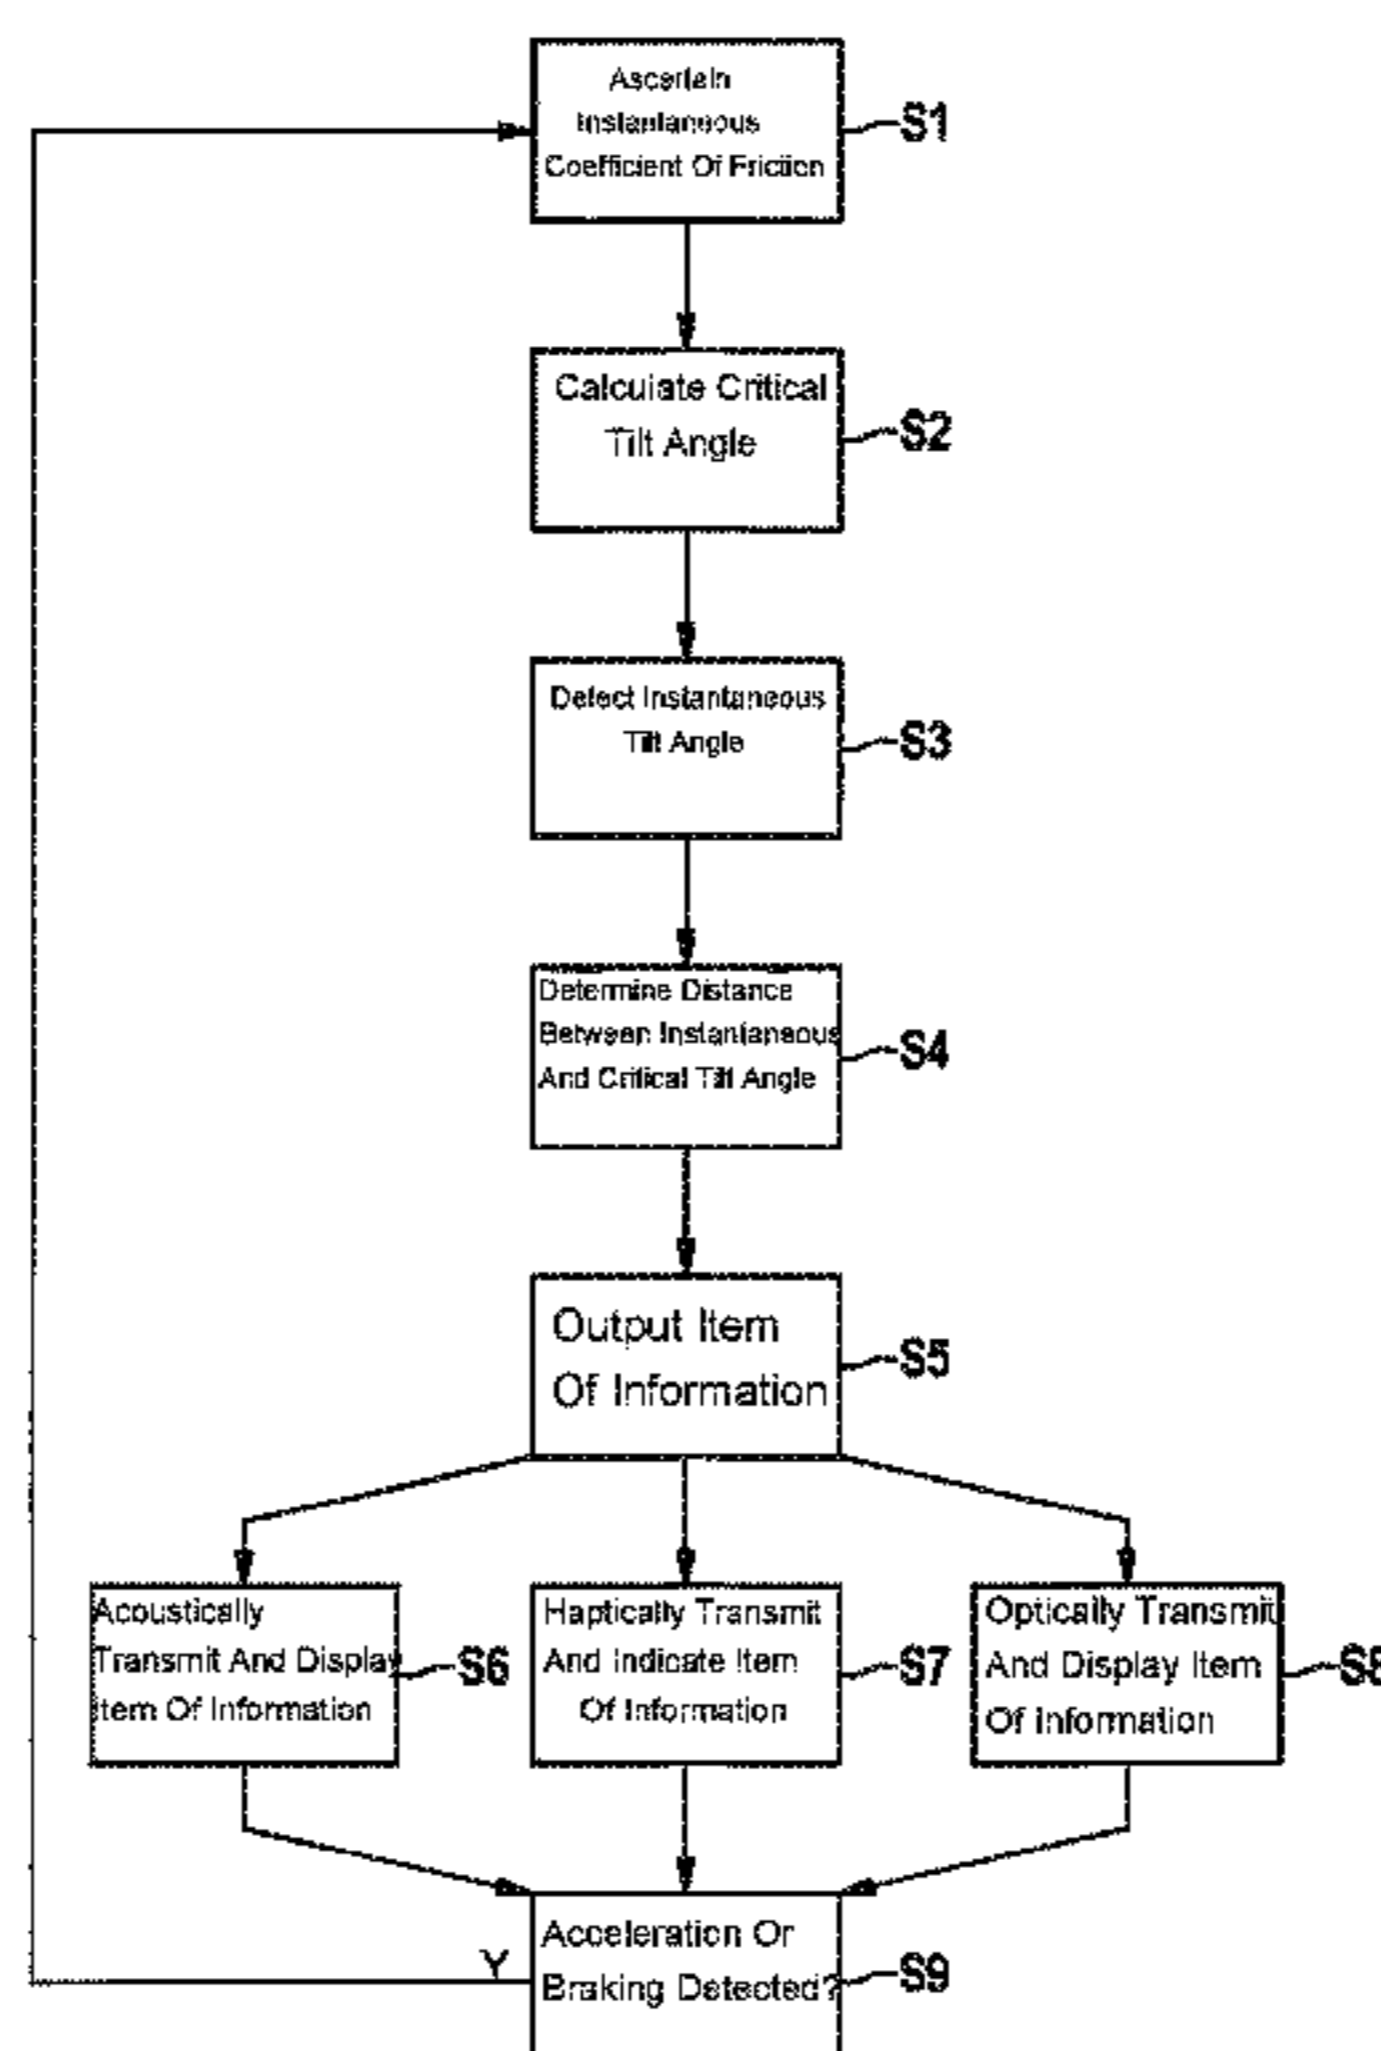 Ascertain
Instantaneous
Coefficient Of Friction
S1
Calculate Critical
Tilt Angle
S2
Detect Instantaneous
Tilt Angle
S3
Determine Distance
Between Instantaneous
And Critical Tilt Angle
S4
Output Item
Of Information
S5
Acoustically
Transmit And Display
Item Of Information
S6
Haptically Transmit
And Indicate Item
Of Information
S7
Optically Transmit
And Display Item
Of Information
S8
Y
Acceleration Or
Braking Detected?
S9